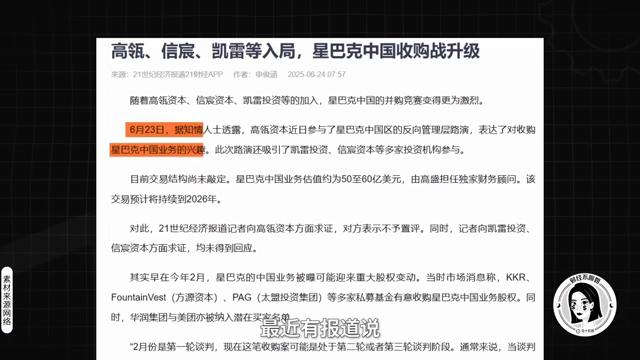 高瓴、信宸、凯雷等入局，星巴克中国收购战升级
来源：21世纪经济报道21财经APP 作者：申俊涵 2025-06-24 07:57
随着高瓴资本、信宸资本、凯雷投资等的加入，星巴克中国的并购竞赛变得更为激烈。
6月23日，据知情人士透露，高瓴资本近日参与了星巴克中国区的反向管理层路演，表达了对收购
星巴克中国业务的兴趣。此次路演还吸引了凯雷投资、信宸资本等多家投资机构参与。
目前交易结构尚未敲定。星巴克中国业务估值约为50至60亿美元，由高盛担任独家财务顾问。该
交易预计将持续到2026年。
对此，21世纪经济报道记者向高瓴资本方面求证，对方表示不予置评。同时，记者向凯雷投资、
信宸资本方面求证，均未得到回应。
其实早在今年2月，星巴克的中国业务被曝可能迎来重大股权变动。当时市场消息称，KKR、
FountainVest（方源资本）、PAG（太盟投资集团）等多家私募基金有意收购星巴克中国业务股权。同
时，华润集团与美团亦被纳入潜在买家名单。
最近有报道说
“2月份是第一轮谈判，现在这笔收购案可能是处于第二轮或者第三轮谈判阶段。通常来说，当谈判
素材来源网络